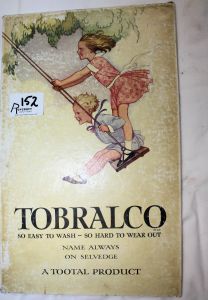 152
TOBRALCO
SO EASY TO WASH – SO HARD TO WEAR OUT
NAME ALWAYS
ON SELVEDGE
A TOOTAL PRODUCT